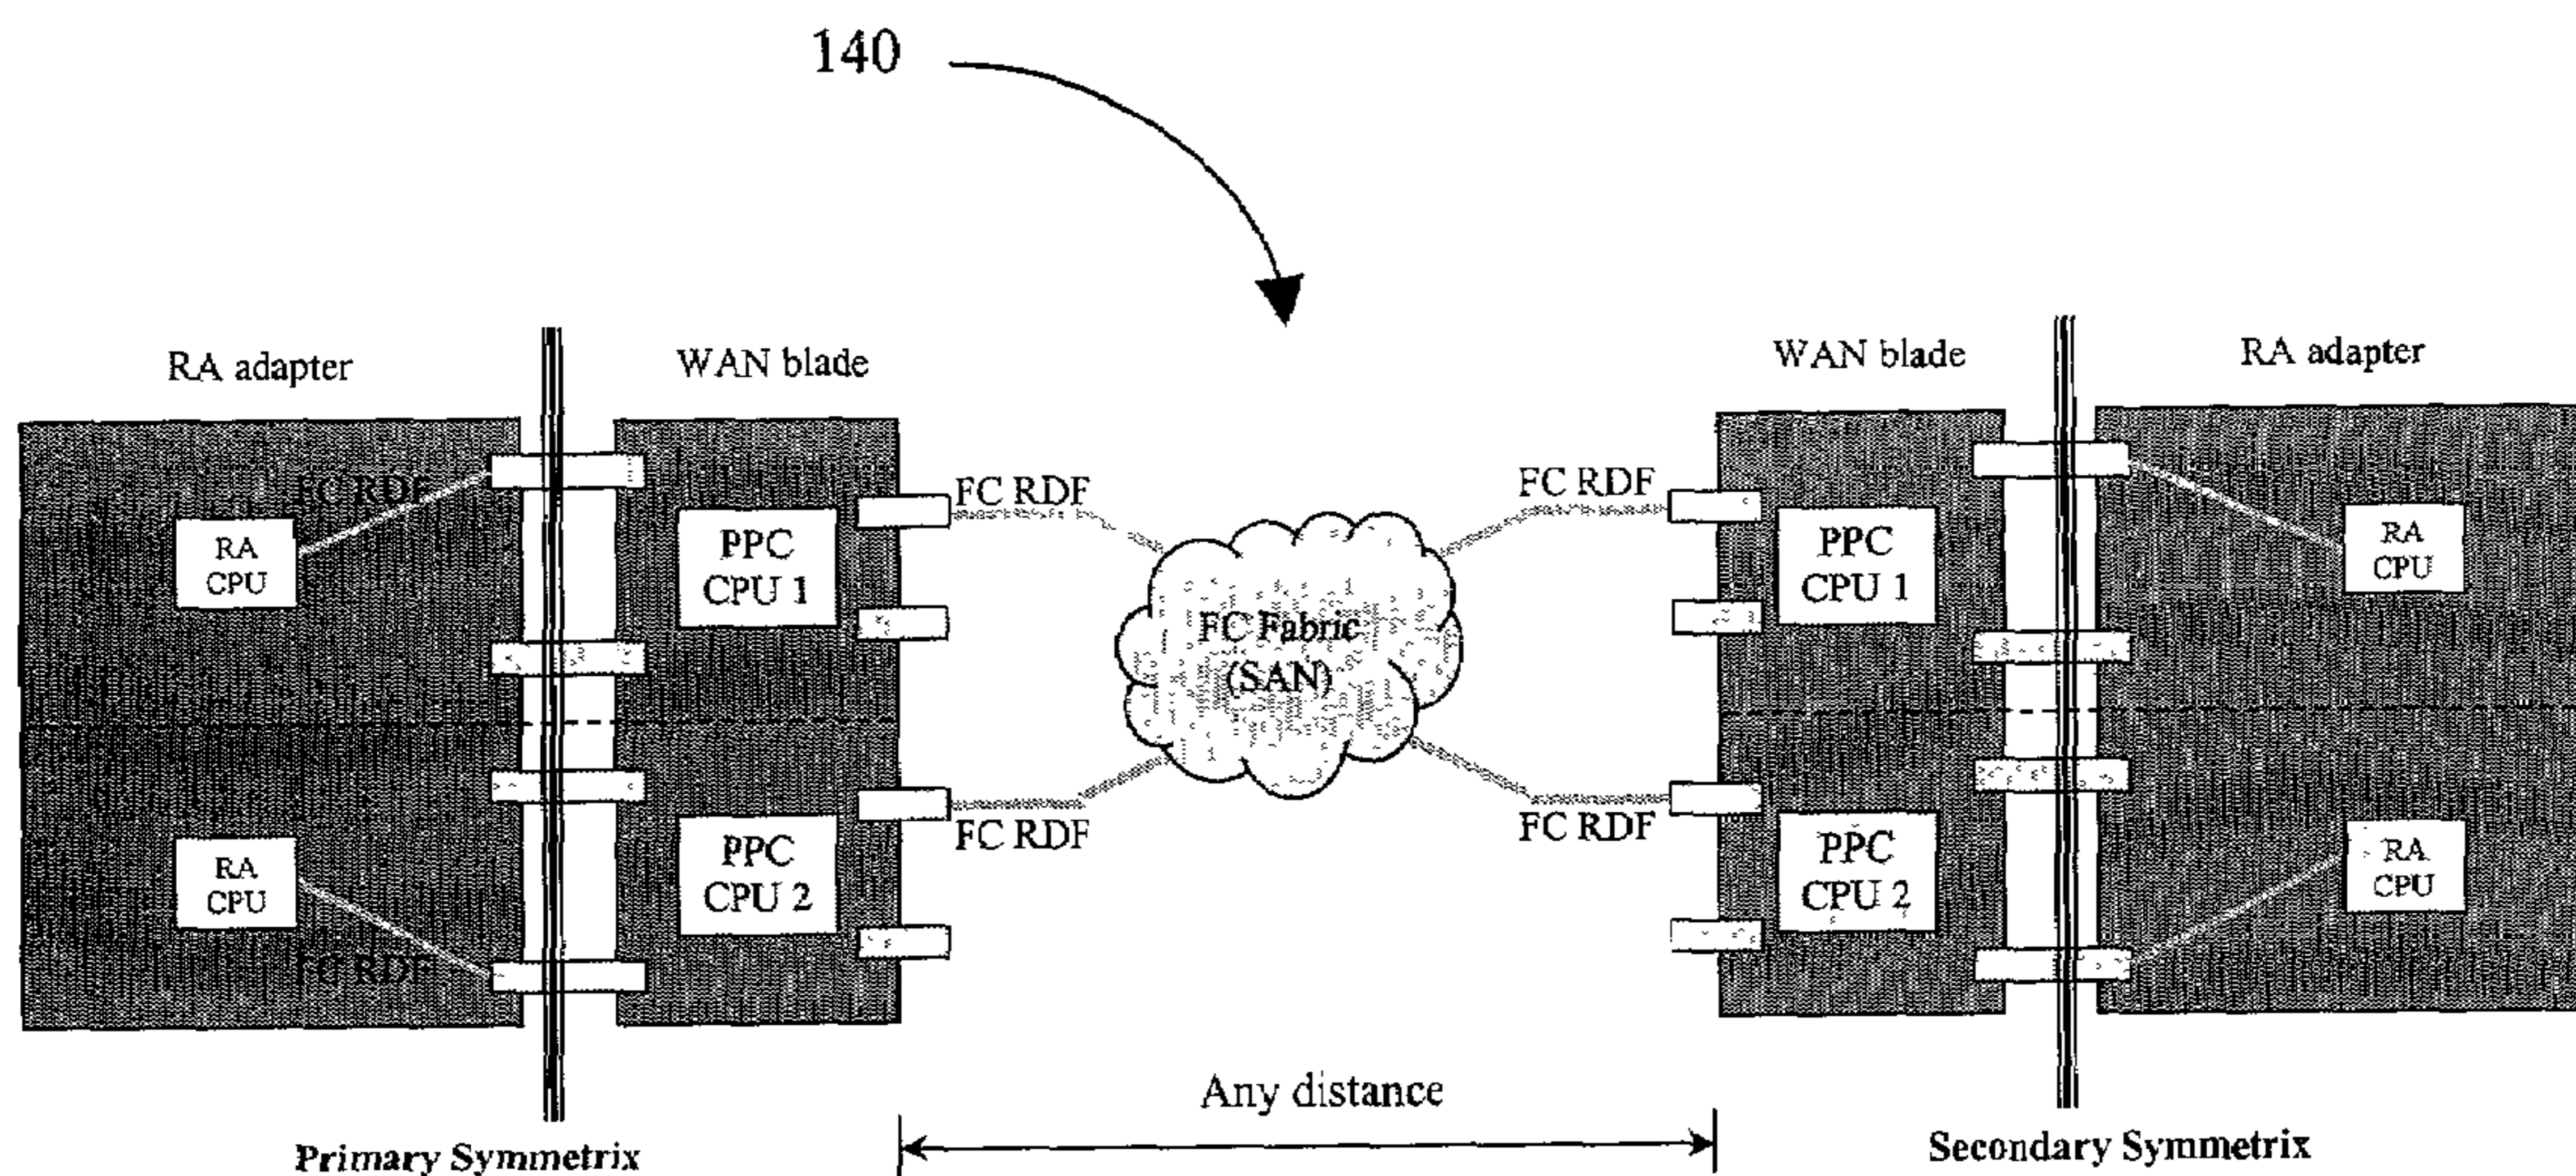 140
RA adapter
WAN blade
WAN blade
RA adapter
FC RDF
FC RDF
FC RDF
RA
CPU
PPC
CPU 1
FC Fabric
(SAN)
PPC
CPU 1
RA
CPU
RA
CPU
FC RDF
PPC
CPU 2
FC RDF
FC RDF
PPC
CPU 2
RA
CPU
Any distance
Primary Symmetrix
Secondary Symmetrix